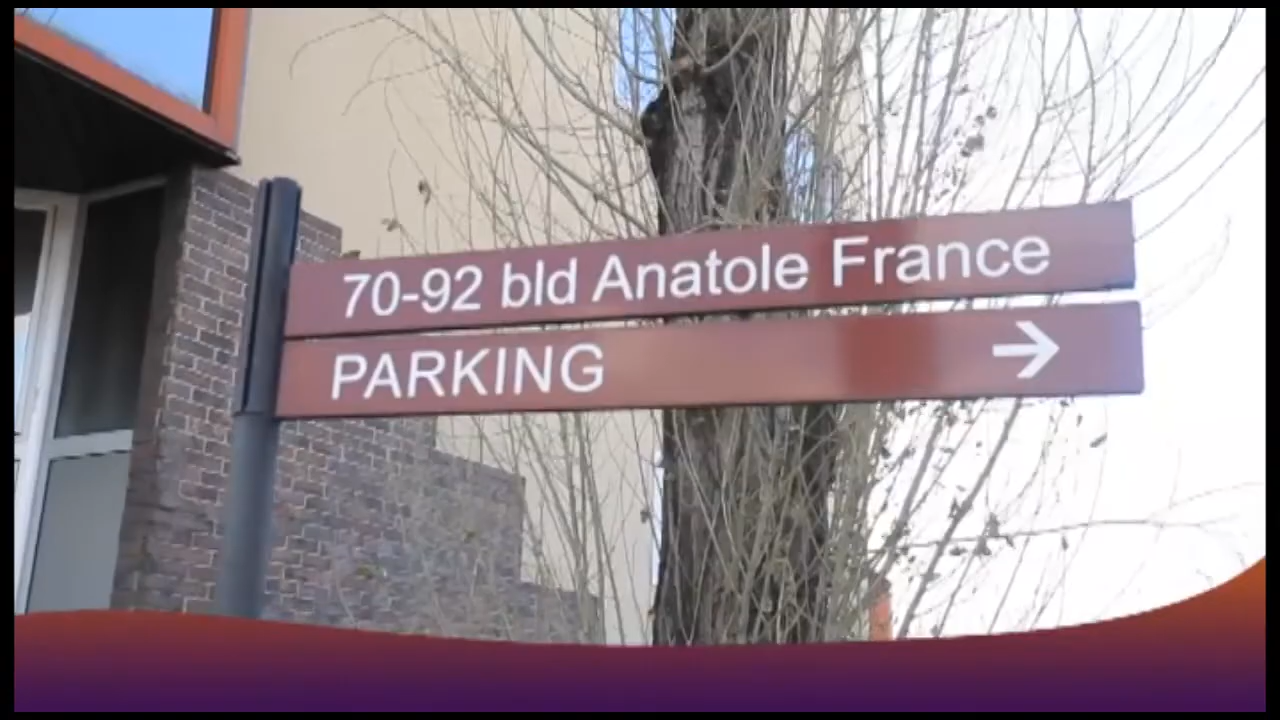 70-92 bld Anatole France
PARKING →